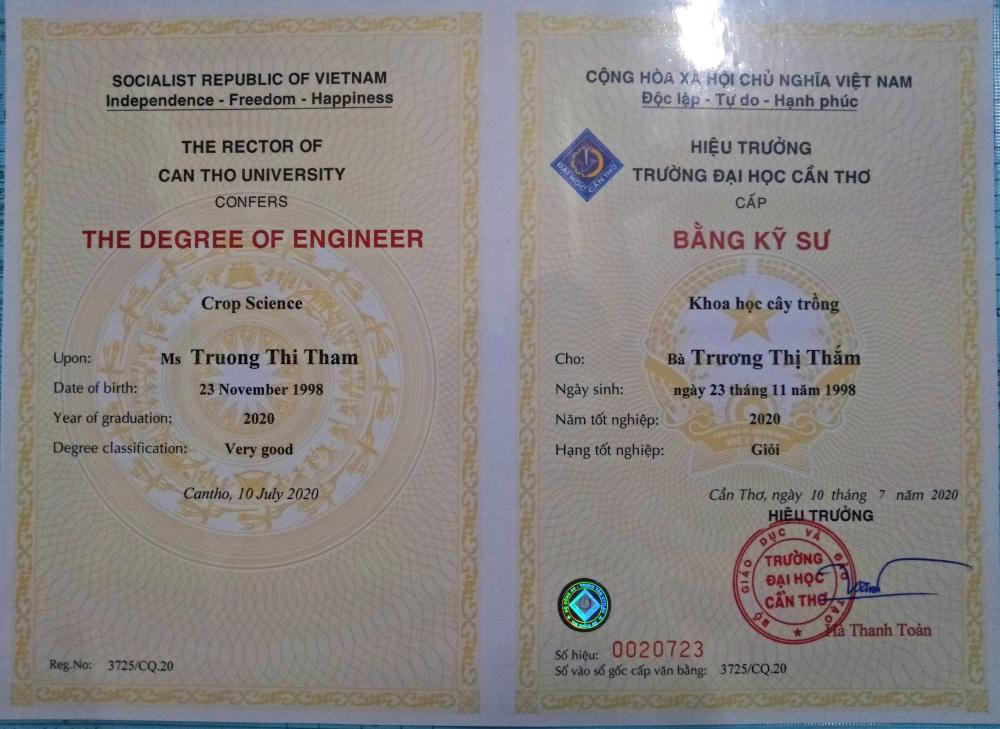 SOCIALIST REPUBLIC OF VIETNAM
Independence - Freedom - Happiness
THE RECTOR OF
CAN THO UNIVERSITY
CONFERS
THE DEGREE OF ENGINEER
Crop Science
Upon: Ms Truong Thi Tham
Date of birth: 23 November 1998
Year of graduation: 2020
Degree classification: Very good
Cantho, 10 July 2020
Reg.No: 3725/CQ.20
CỘNG HÒA XÃ HỘI CHỦ NGHĨA VIỆT NAM
Độc lập - Tự do - Hạnh phúc
HIỆU TRƯỞNG
TRƯỜNG ĐẠI HỌC CẦN THƠ
CẤP
BẰNG KỸ SƯ
ĐẠI HỌC CẦN THƠ
Khoa học cây trồng
Cho: Bà Trương Thị Thắm
Ngày sinh: ngày 23 tháng 11 năm 1998
Năm tốt nghiệp: 2020
Hạng tốt nghiệp: Giỏi
Cần Thơ, ngày 10 tháng 7 năm 2020
HIỆU TRƯỞNG
BỘ GIÁO DỤC VÀ ĐÀO TẠO
TRƯỜNG
ĐẠI HỌC
CẦN THƠ
Hà Thanh Toàn
Số hiệu: 0020723
Số vào sổ gốc cấp văn bằng: 3725/CQ.20